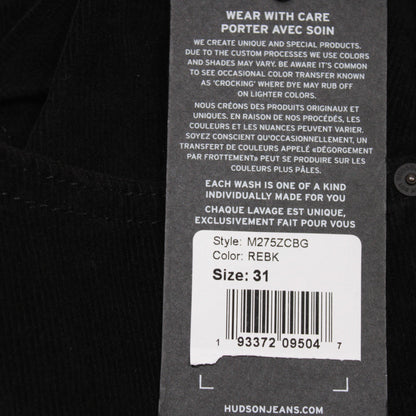 WEAR WITH CARE
PORTER AVEC SOIN
WE CREATE UNIQUE AND SPECIAL PRODUCTS.
DUE TO THE CUSTOM PROCESSES WE USE COLORS
AND SHADES MAY VARY. BE AWARE IT'S COMMON
TO SEE OCCASIONAL COLOR TRANSFER KNOWN
AS 'CROCKING' WHERE DYE MAY RUB OFF
ON LIGHTER COLORS.
NOUS CRÉONS DES PRODUITS ORIGINAUX ET
UNIQUES. EN RAISON DE NOS PROCÉDÉS, LES
COULEURS ET LES NUANCES PEUVENT VARIER.
SOYEZ CONSCIENT QU'OCCASIONNELLEMENT, UN
TRANSFERT DE COULEURS APPELÉ «DÉGORGEMENT
PAR FROTTEMENT» PEUT SE PRODUIRE SUR LES
COULEURS PLUS PÂLES.
EACH WASH IS ONE OF A KIND
INDIVIDUALLY MADE FOR YOU
CHAQUE LAVAGE EST UNIQUE,
EXCLUSIVEMENT FAIT POUR VOUS
Style: M275ZCBG
Color: REBK
Size: 31
1 93372 09504 7
HUDSONJEANS.COM